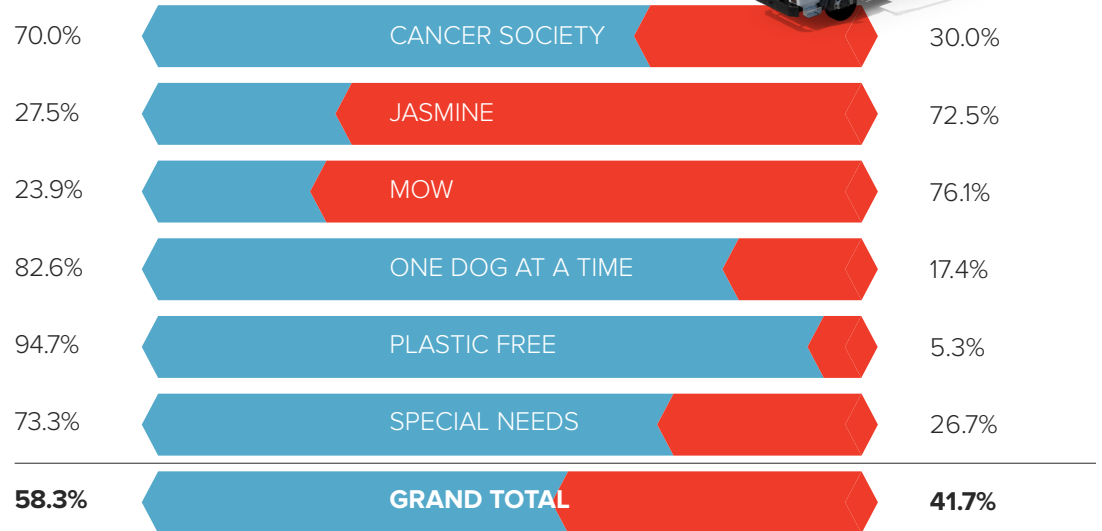 70.0% CANCER SOCIETY 30.0%
27.5% JASMINE 72.5%
23.9% MOW 76.1%
82.6% ONE DOG AT A TIME 17.4%
94.7% PLASTIC FREE 5.3%
73.3% SPECIAL NEEDS 26.7%
58.3% GRAND TOTAL 41.7%